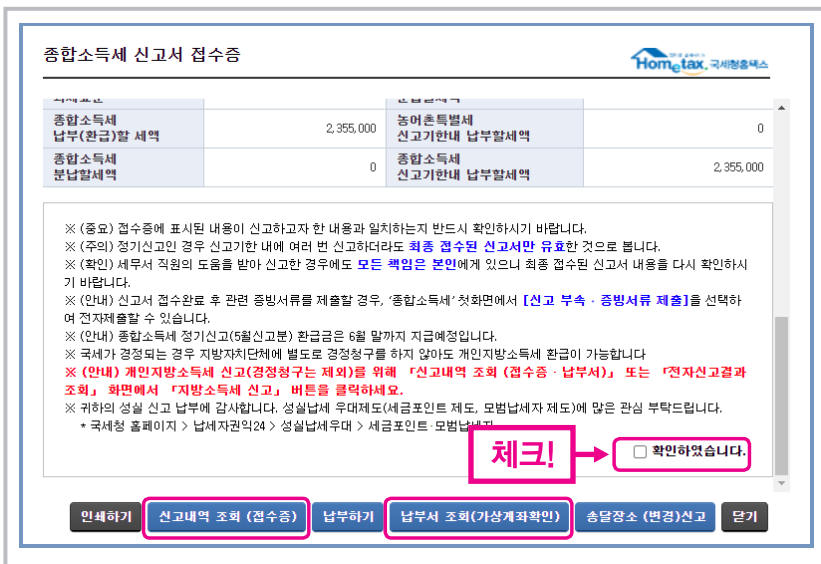 종합소득세 신고서 접수증
Hometax. 국세청홈택스
종합소득세
납부(환급)할 세액
2,355,000
농어촌특별세
신고기한내 납부할세액
0
종합소득세
분납할세액
0
종합소득세
신고기한내 납부할세액
2,355,000
※ (중요) 접수증에 표시된 내용이 신고하고자 한 내용과 일치하는지 반드시 확인하시기 바랍니다.
※ (주의) 정기신고인 경우 신고기한 내에 여러 번 신고하더라도 최종 접수된 신고서만 유효한 것으로 봅니다.
※ (확인) 세무서 직원의 도움을 받아 신고한 경우에도 모든 책임은 본인에게 있으니 최종 접수된 신고서 내용을 다시 확인하시
기 바랍니다.
※ (안내) 신고서 접수완료 후 관련 증빙서류를 제출할 경우, ‘종합소득세’ 첫화면에서 [신고 부속 · 증빙서류 제출]을 선택하
여 전자제출할 수 있습니다.
※ (안내) 종합소득세 정기신고(5월신고분) 환급금은 6월 말까지 지급예정입니다.
※ 국세가 경정되는 경우 지방자치단체에 별도로 경정청구를 하지 않아도 개인지방소득세 환급이 가능합니다
※ (안내) 개인지방소득세 신고(경정청구는 제외)를 위해 「신고내역 조회 (접수증 · 납부서)」 또는 「전자신고결과
조회」 화면에서 「지방소득세 신고」 버튼을 클릭하세요.
※ 귀하의 성실 신고 납부에 감사합니다. 성실납세 우대제도(세금포인트 제도, 모범납세자 제도)에 많은 관심 부탁드립니다.
* 국세청 홈페이지 > 납세자권익24 > 성실납세우대 > 세금포인트·모범납세자
체크!
확인하였습니다.
인쇄하기 신고내역 조회 (접수증) 납부하기 납부서 조회(가상계좌확인) 송달장소 (변경)신고 닫기